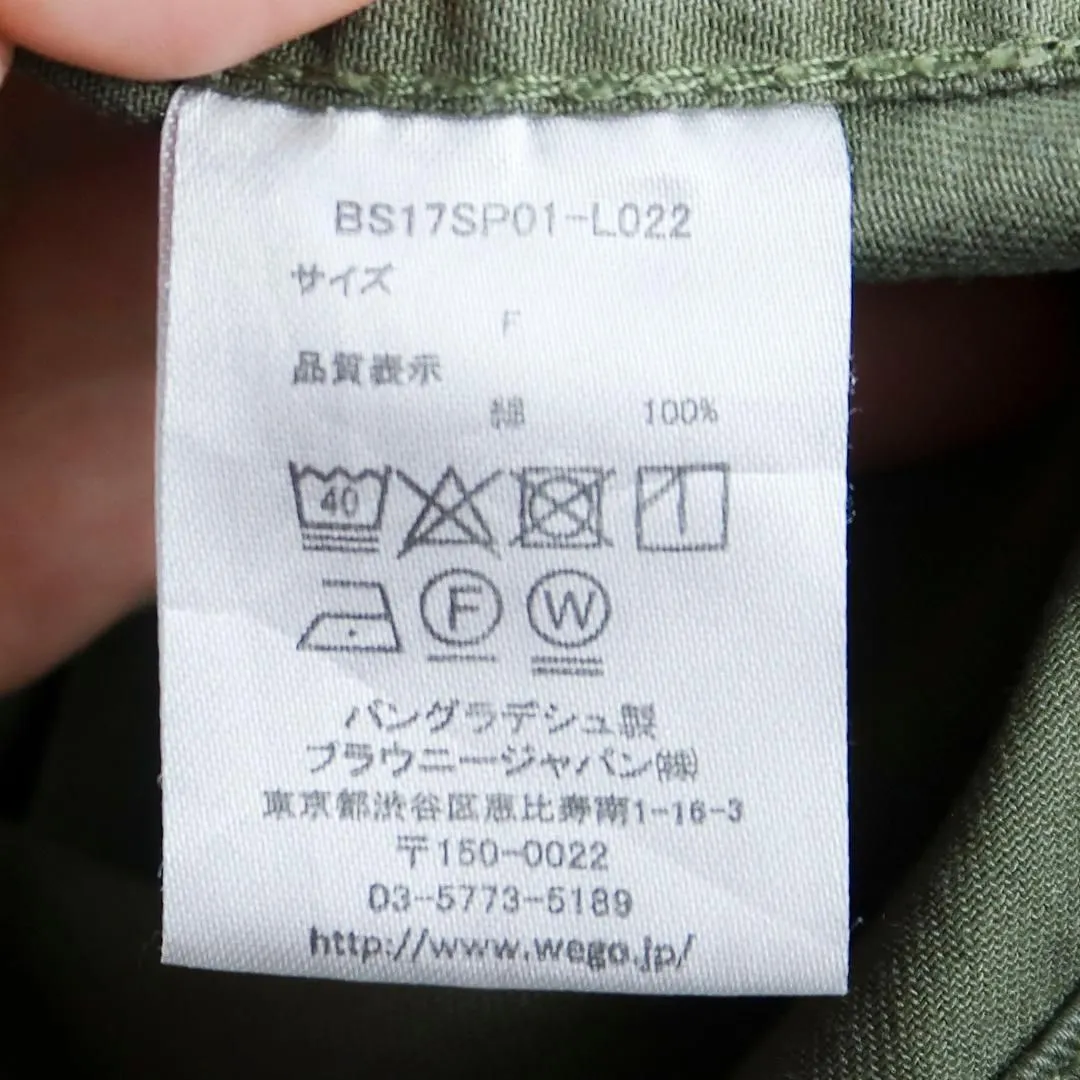 BS17SP01-L022
サイズ
F
品質表示
綿 100%
40
F W
バングラデシュ製
ブラウニージャパン㈱
東京都渋谷区恵比寿南1-16-3
〒150-0022
03-5773-5189
http://www.wego.jp/